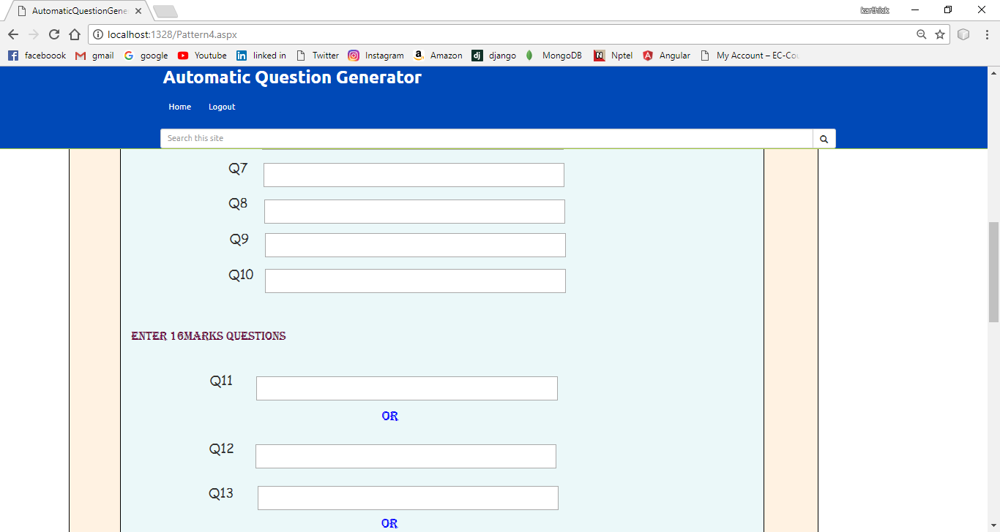 AutomaticQuestionGene
karthick
localhost:1328/Pattern4.aspx
faceboook gmail google Youtube linked in Twitter Instagram Amazon django MongoDB Nptel Angular My Account – EC-Cou
Automatic Question Generator
Home Logout
Search this site
Q7
Q8
Q9
Q10
ENTER 16MARKS QUESTIONS
Q11
OR
Q12
Q13
OR